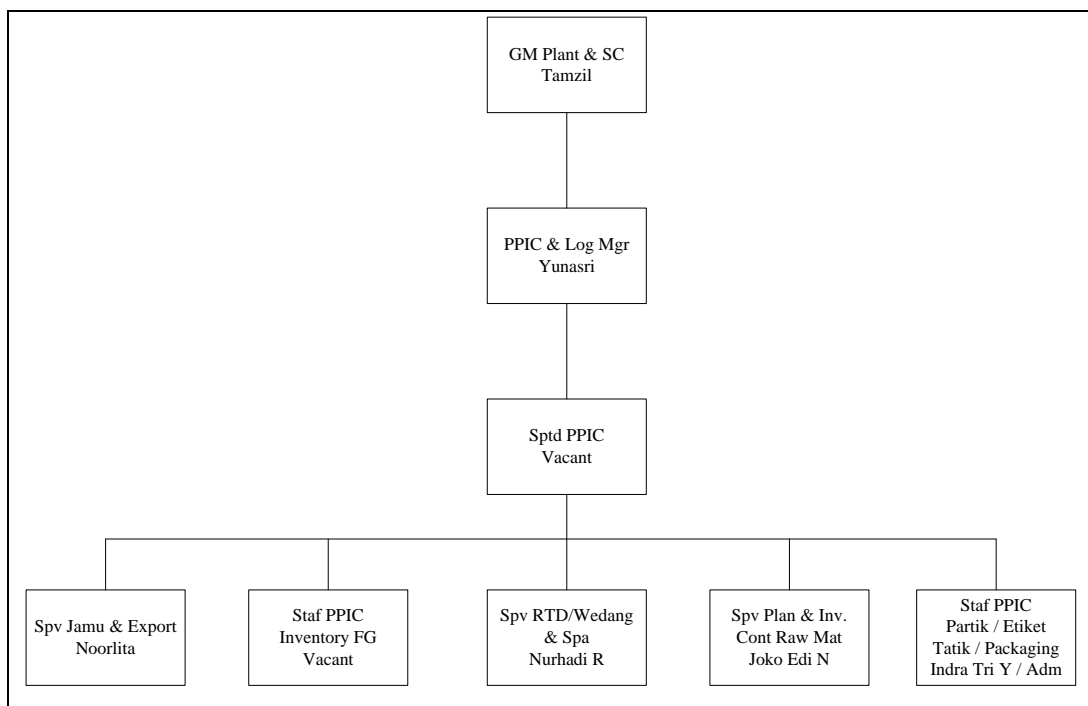 GM Plant & SC
Tamzil
PPIC & Log Mgr
Yunasri
Sptd PPIC
Vacant
Spv Jamu & Export
Noorlita
Staf PPIC
Inventory FG
Vacant
Spv RTD/Wedang
& Spa
Nurhadi R
Spv Plan & Inv.
Cont Raw Mat
Joko Edi N
Staf PPIC
Partik / Etiket
Tatik / Packaging
Indra Tri Y / Adm